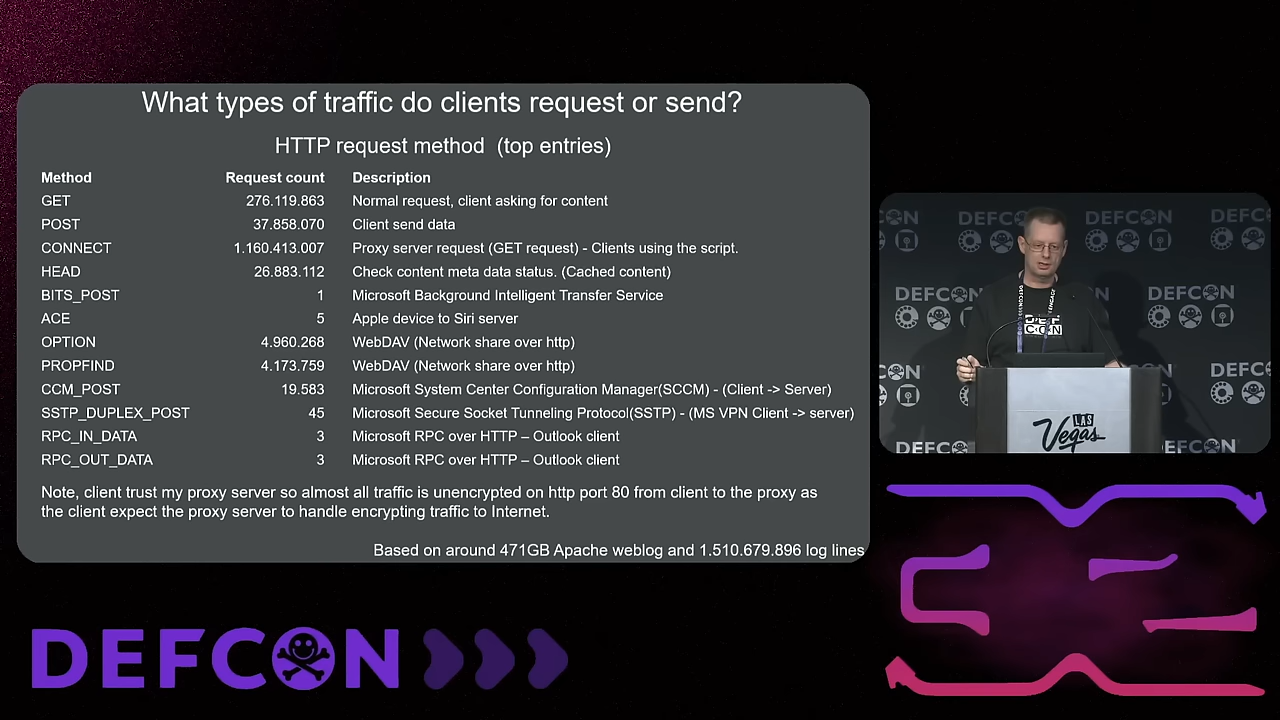 What types of traffic do clients request or send?
HTTP request method (top entries)
Method Request count Description
GET 276.119.863 Normal request, client asking for content
POST 37.858.070 Client send data
CONNECT 1.160.413.007 Proxy server request (GET request) - Clients using the script.
HEAD 26.883.112 Check content meta data status. (Cached content)
BITS_POST 1 Microsoft Background Intelligent Transfer Service
ACE 5 Apple device to Siri server
OPTION 4.960.268 WebDAV (Network share over http)
PROPFIND 4.173.759 WebDAV (Network share over http)
CCM_POST 19.583 Microsoft System Center Configuration Manager(SCCM) - (Client -> Server)
SSTP_DUPLEX_POST 45 Microsoft Secure Socket Tunneling Protocol(SSTP) - (MS VPN Client -> server)
RPC_IN_DATA 3 Microsoft RPC over HTTP – Outlook client
RPC_OUT_DATA 3 Microsoft RPC over HTTP – Outlook client
Note, client trust my proxy server so almost all traffic is unencrypted on http port 80 from client to the proxy as
the client expect the proxy server to handle encrypting traffic to Internet.
Based on around 471GB Apache weblog and 1.510.679.896 log lines
DEFCON
DEFCON
DEFCON
DEFCON
DEFCON
LAS
Vegas
DEFCON